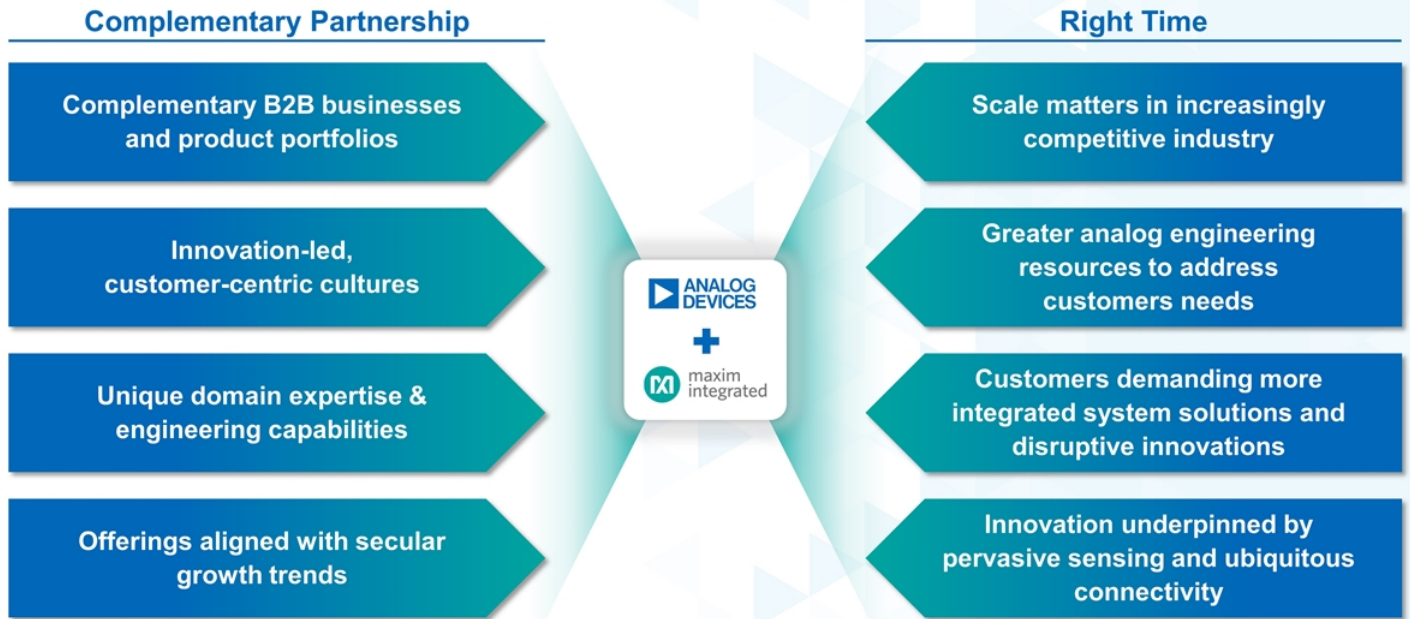 Complementary Partnership
Complementary B2B businesses
and product portfolios
Innovation-led,
customer-centric cultures
Unique domain expertise &
engineering capabilities
Offerings aligned with secular
growth trends
ANALOG
DEVICES
+
maxim
integrated
Right Time
Scale matters in increasingly
competitive industry
Greater analog engineering
resources to address
customers needs
Customers demanding more
integrated system solutions and
disruptive innovations
Innovation underpinned by
pervasive sensing and ubiquitous
connectivity